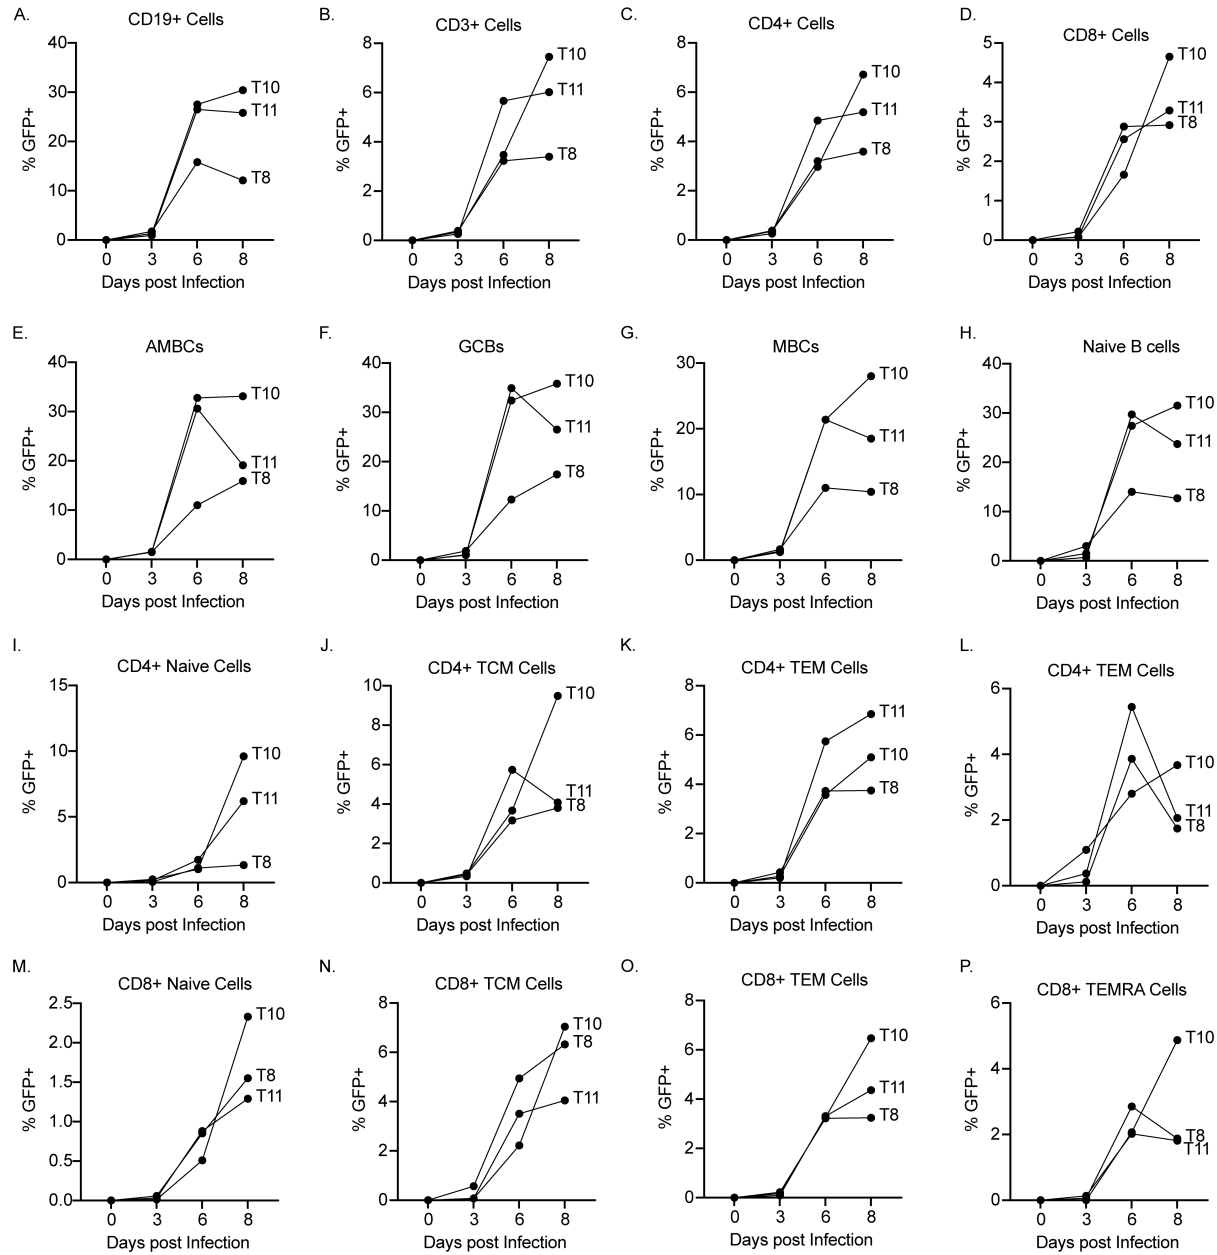 A.
CD19+ Cells
40
30
20
10
0
% GFP+
T10
T11
T8
0 3 6 8
Days post Infection
B.
CD3+ Cells
8
6
4
2
0
% GFP+
T10
T11
T8
0 3 6 8
Days post Infection
C.
CD4+ Cells
8
6
4
2
0
% GFP+
T10
T11
T8
0 3 6 8
Days post Infection
D.
CD8+ Cells
5
4
3
2
1
0
% GFP+
T10
T11
T8
0 3 6 8
Days post Infection
E.
AMBCs
40
30
20
10
0
% GFP+
T10
T11
T8
0 3 6 8
Days post Infection
F.
GCBs
40
30
20
10
0
% GFP+
T10
T11
T8
0 3 6 8
Days post Infection
G.
MBCs
30
20
10
0
% GFP+
T10
T11
T8
0 3 6 8
Days post Infection
H.
Naive B cells
40
30
20
10
0
% GFP+
T10
T11
T8
0 3 6 8
Days post Infection
I.
CD4+ Naive Cells
15
10
5
0
% GFP+
T10
T11
T8
0 3 6 8
Days post Infection
J.
CD4+ TCM Cells
10
8
6
4
2
0
% GFP+
T10
T11
T8
0 3 6 8
Days post Infection
K.
CD4+ TEM Cells
8
6
4
2
0
% GFP+
T11
T10
T8
0 3 6 8
Days post Infection
L.
CD4+ TEM Cells
6
4
2
0
% GFP+
T10
T11
T8
0 3 6 8
Days post Infection
M.
CD8+ Naive Cells
2.5
2.0
1.5
1.0
0.5
0.0
% GFP+
T10
T8
T11
0 3 6 8
Days post Infection
N.
CD8+ TCM Cells
8
6
4
2
0
% GFP+
T10
T8
T11
0 3 6 8
Days post Infection
O.
CD8+ TEM Cells
8
6
4
2
0
% GFP+
T10
T11
T8
0 3 6 8
Days post Infection
P.
CD8+ TEMRA Cells
6
4
2
0
% GFP+
T10
T8
T11
0 3 6 8
Days post Infection